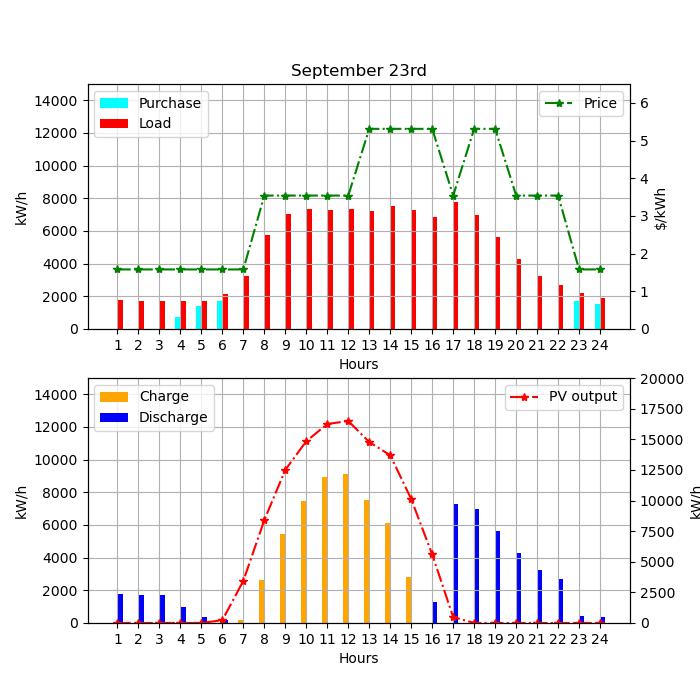 September 23rd
14000
12000
10000
8000
6000
4000
2000
0
kW/h
Purchase
Load
Price
6
5
4
3
2
1
0
$/kWh
1 2 3 4 5 6 7 8 9 10 11 12 13 14 15 16 17 18 19 20 21 22 23 24
Hours
14000
12000
10000
8000
6000
4000
2000
0
kW/h
Charge
Discharge
PV output
20000
17500
15000
12500
10000
7500
5000
2500
0
kW/h
1 2 3 4 5 6 7 8 9 10 11 12 13 14 15 16 17 18 19 20 21 22 23 24
Hours